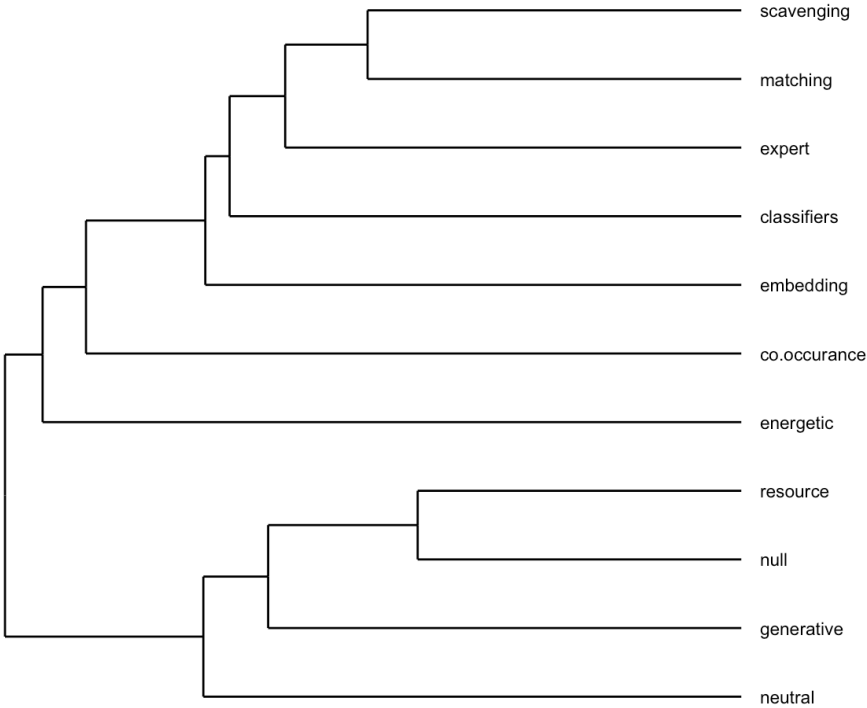 scavenging
matching
expert
classifiers
embedding
co.occurance
energetic
resource
null
generative
neutral